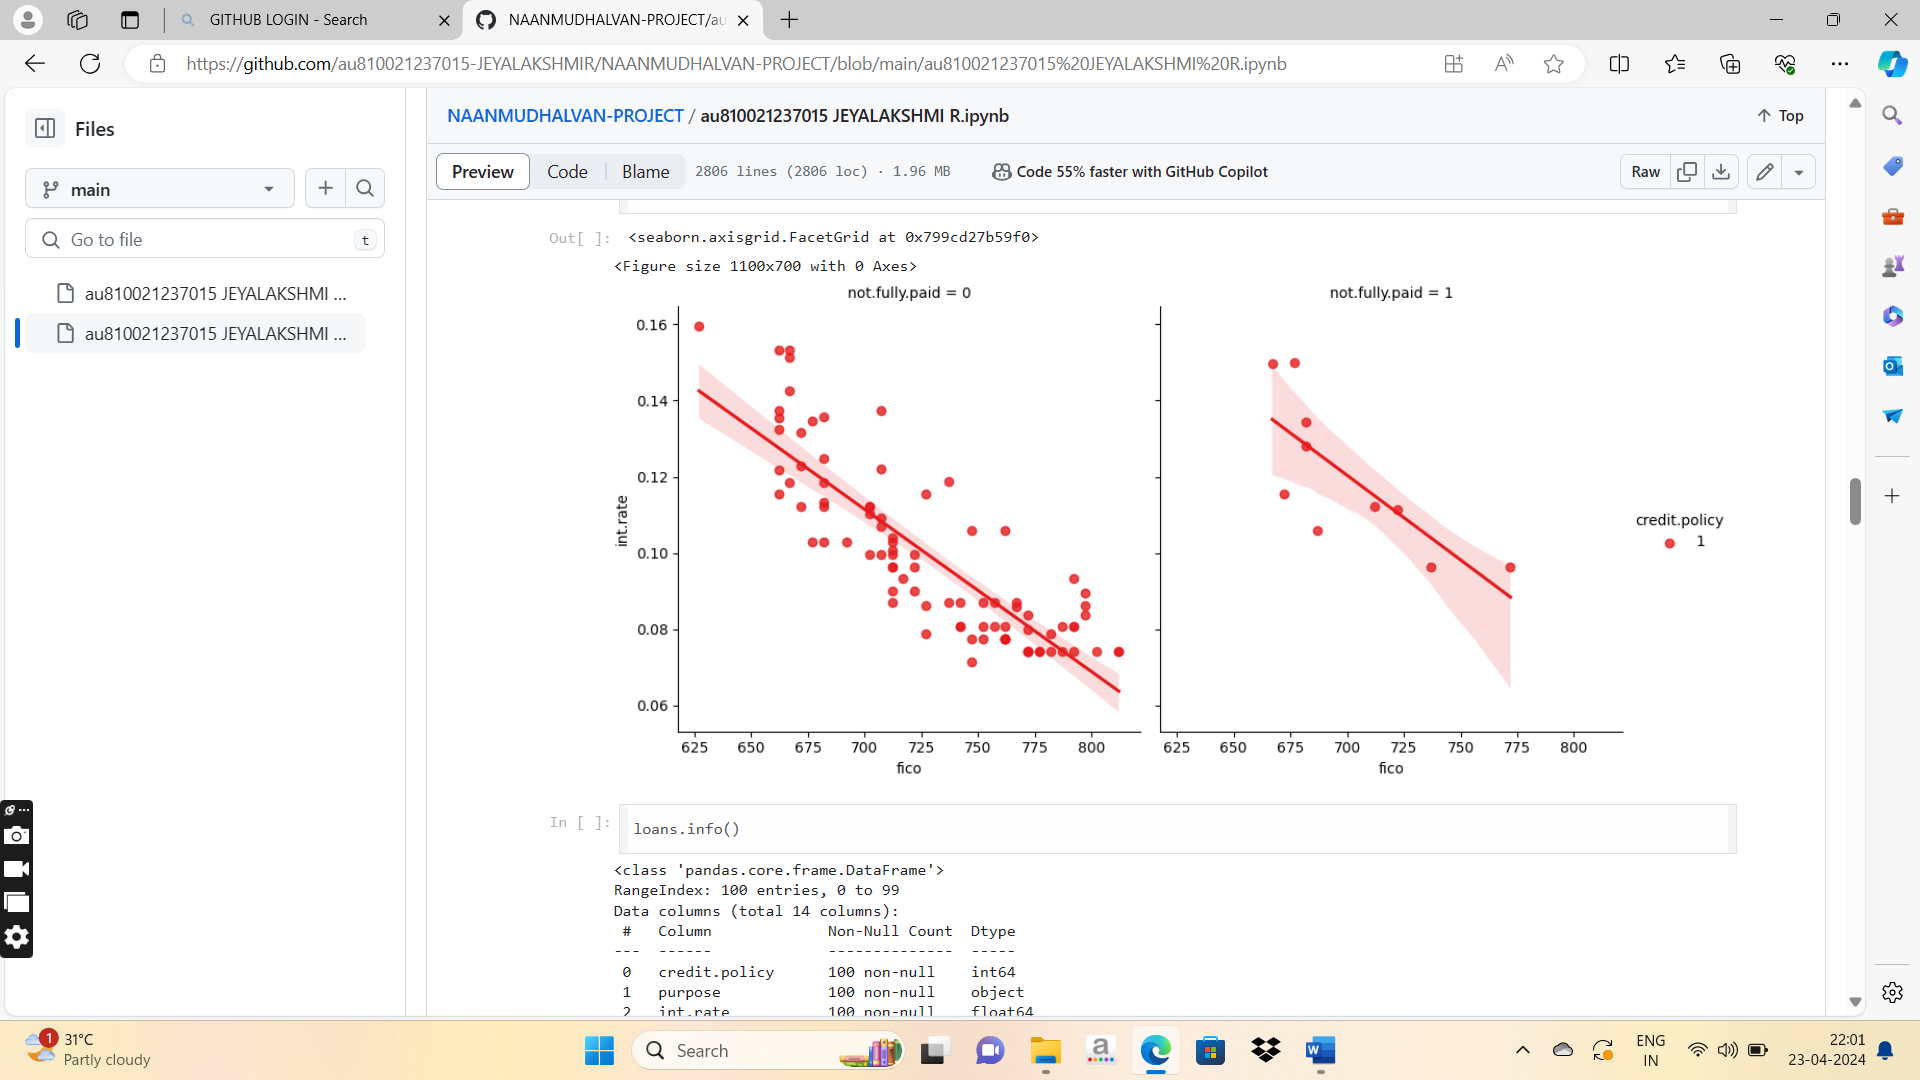 GITHUB LOGIN - Search
NAANMUDHALVAN-PROJECT/au
https://github.com/au810021237015-JEYALAKSHMIR/NAANMUDHALVAN-PROJECT/blob/main/au810021237015%20JEYALAKSHMI%20R.ipynb
Files
main
Go to file
t
au810021237015 JEYALAKSHMI ...
au810021237015 JEYALAKSHMI ...
NAANMUDHALVAN-PROJECT / au810021237015 JEYALAKSHMI R.ipynb
Top
Preview Code Blame 2806 lines (2806 loc) · 1.96 MB Code 55% faster with GitHub Copilot Raw
Out[ ]: <seaborn.axisgrid.FacetGrid at 0x799cd27b59f0>
<Figure size 1100x700 with 0 Axes>
not.fully.paid = 0
not.fully.paid = 1
0.16
0.14
0.12
0.10
0.08
0.06
int.rate
625 650 675 700 725 750 775 800
fico
625 650 675 700 725 750 775 800
fico
credit.policy
1
In [ ]: loans.info()
<class 'pandas.core.frame.DataFrame'>
RangeIndex: 100 entries, 0 to 99
Data columns (total 14 columns):
# Column Non-Null Count Dtype
--- ------ -------------- -----
0 credit.policy 100 non-null int64
1 purpose 100 non-null object
2 int.rate 100 non-null float64
1
31°C
Partly cloudy
Search
ENG
IN
22:01
23-04-2024